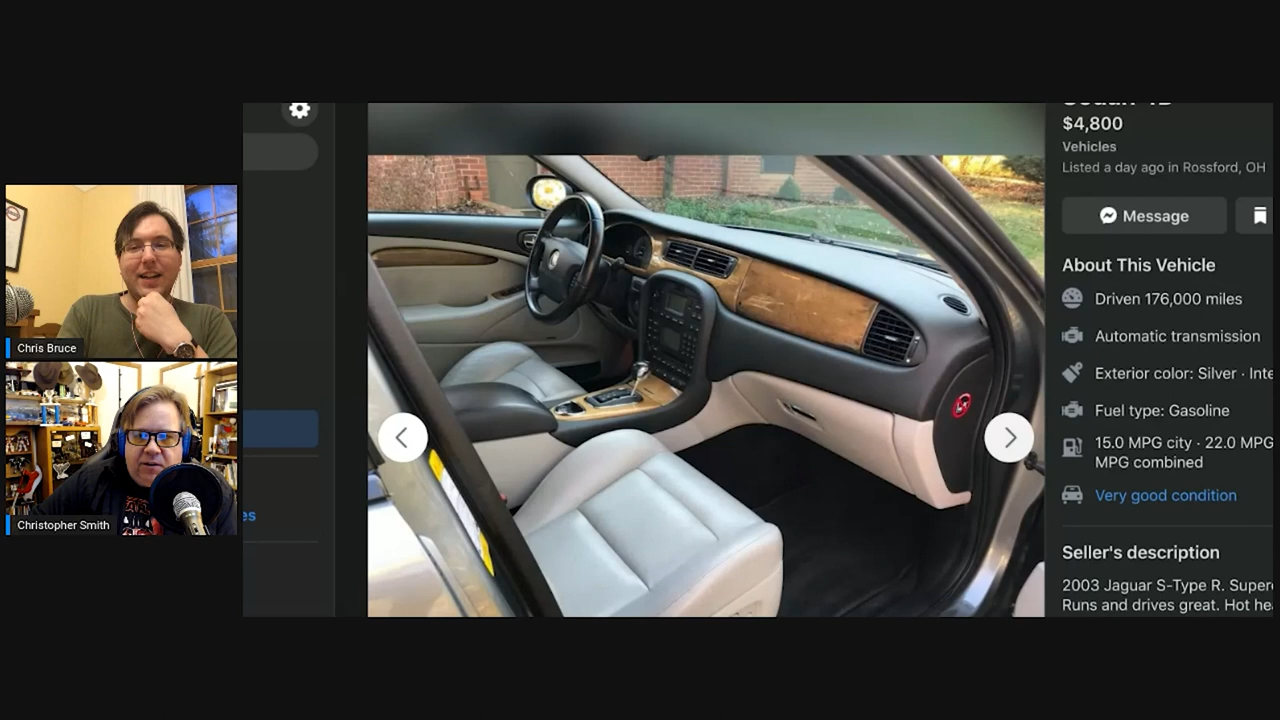 Chris Bruce
Christopher Smith
es
$4,800
Vehicles
Listed a day ago in Rossford, OH
Message
About This Vehicle
Driven 176,000 miles
Automatic transmission
Exterior color: Silver · Inte
Fuel type: Gasoline
15.0 MPG city · 22.0 MPG
MPG combined
Very good condition
Seller's description
2003 Jaguar S-Type R. Super
Runs and drives great. Hot he